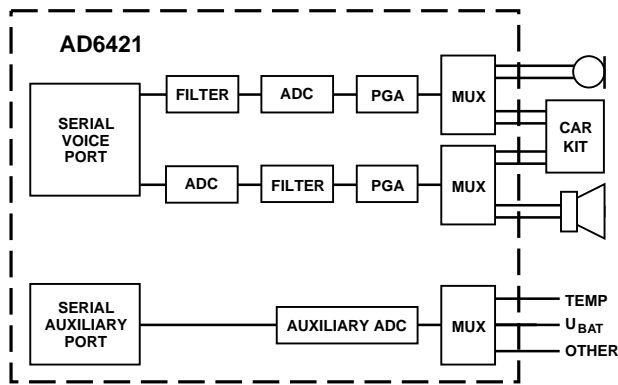 AD6421
FILTER
ADC
PGA
MUX
SERIAL
VOICE
PORT
CAR
KIT
ADC
FILTER
PGA
MUX
SERIAL
AUXILIARY
PORT
AUXILIARY ADC
MUX
TEMP
UBAT
OTHER